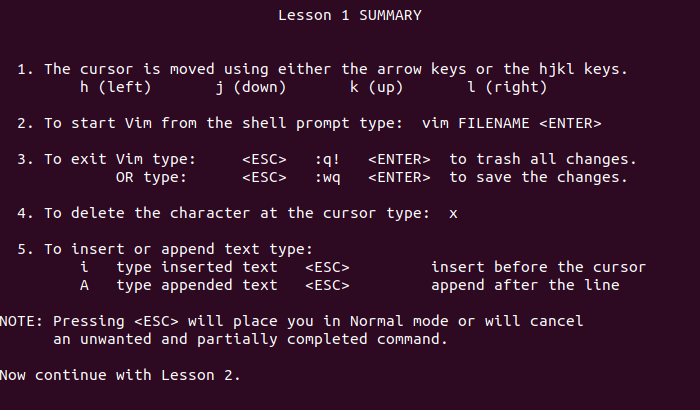 Lesson 1 SUMMARY
1. The cursor is moved using either the arrow keys or the hjkl keys.
h (left) j (down) k (up) l (right)
2. To start Vim from the shell prompt type: vim FILENAME <ENTER>
3. To exit Vim type: <ESC> :q! <ENTER> to trash all changes.
OR type: <ESC> :wq <ENTER> to save the changes.
4. To delete the character at the cursor type: x
5. To insert or append text type:
i type inserted text <ESC> insert before the cursor
A type appended text <ESC> append after the line
NOTE: Pressing <ESC> will place you in Normal mode or will cancel
an unwanted and partially completed command.
Now continue with Lesson 2.